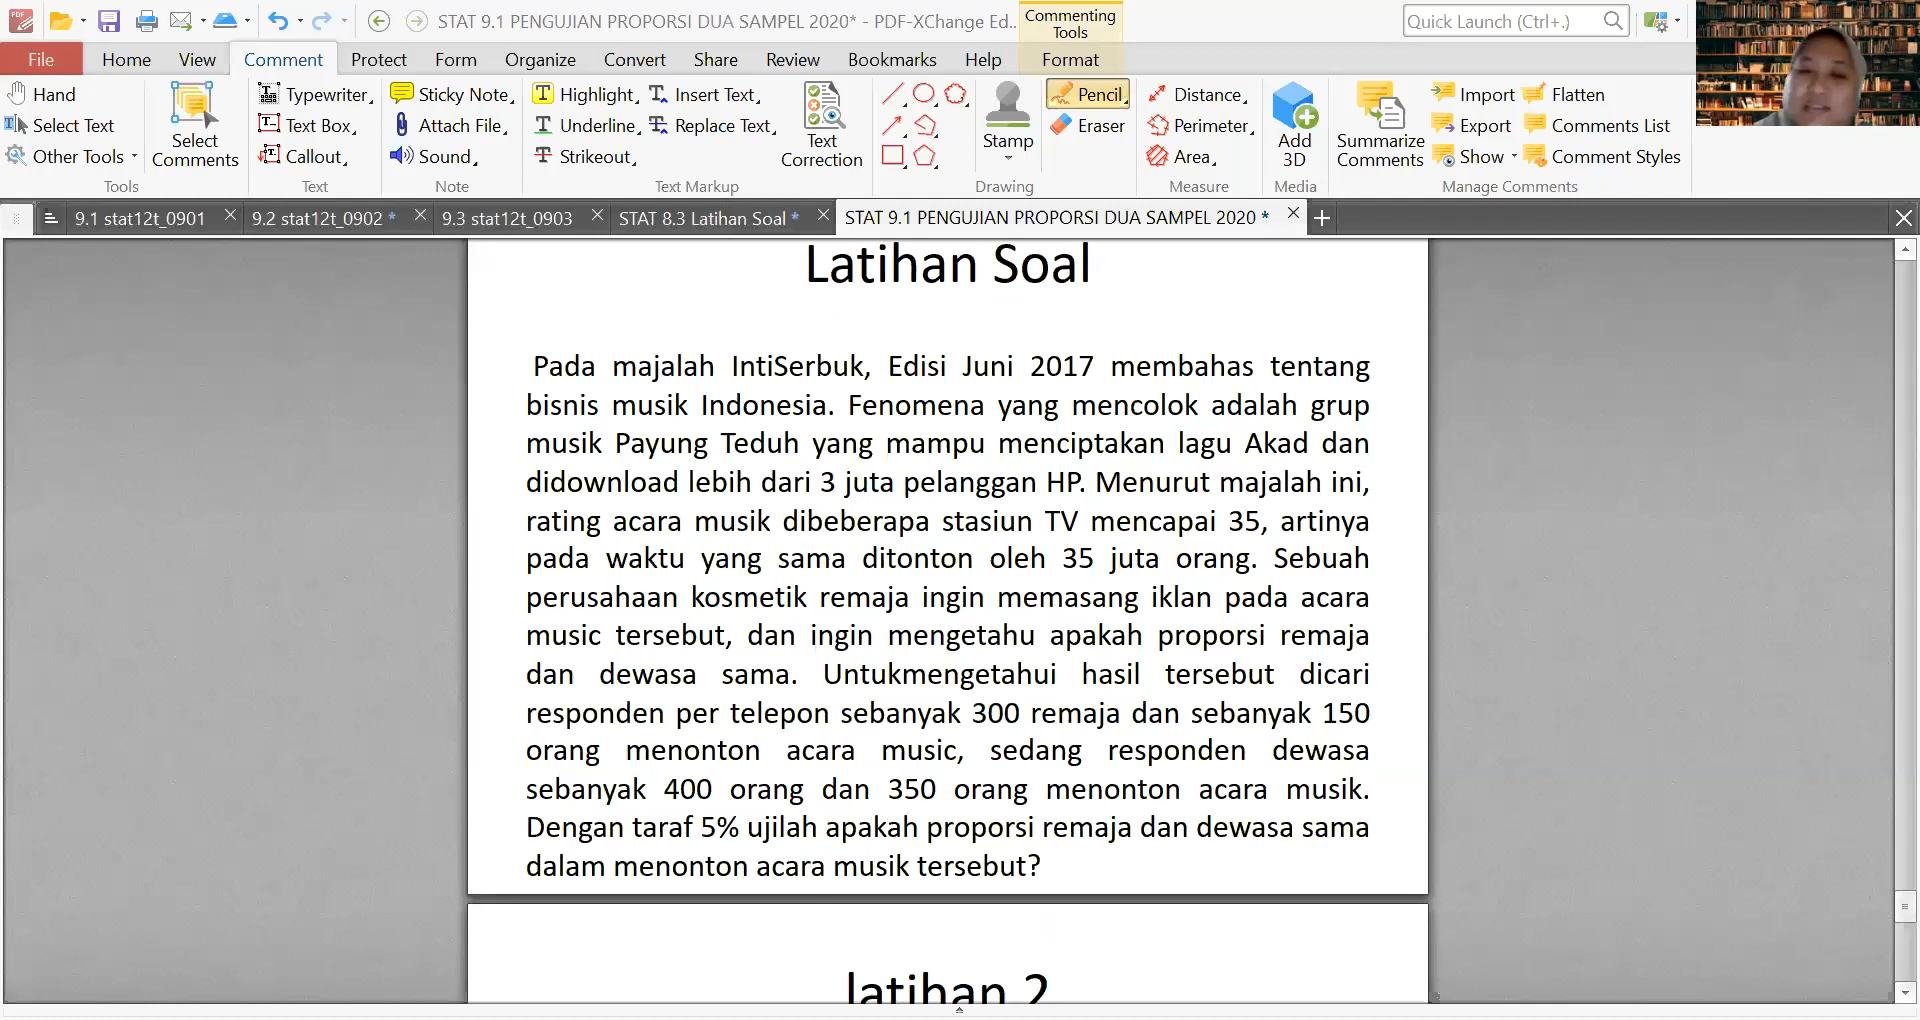 STAT 9.1 PENGUJIAN PROPORSI DUA SAMPEL 2020* - PDF-XChange Ed...
Commenting Tools
Quick Launch (Ctrl+.)
File Home View Comment Protect Form Organize Convert Share Review Bookmarks Help Format
Hand
Select Text
Other Tools
Select Comments
Tools
Typewriter
Text Box
Callout
Text
Sticky Note
Attach File
Sound
Note
Highlight
Underline
Strikeout
Insert Text
Replace Text
Text Correction
Text Markup
Stamp
Pencil
Eraser
Drawing
Distance
Perimeter
Area
Measure
Add 3D
Media
Summarize Comments
Import
Export
Show
Flatten
Comments List
Comment Styles
Manage Comments
9.1 stat12t_0901 9.2 stat12t_0902 * 9.3 stat12t_0903 STAT 8.3 Latihan Soal * STAT 9.1 PENGUJIAN PROPORSI DUA SAMPEL 2020 *
Latihan Soal
Pada majalah IntiSerbuk, Edisi Juni 2017 membahas tentang
bisnis musik Indonesia. Fenomena yang mencolok adalah grup
musik Payung Teduh yang mampu menciptakan lagu Akad dan
didownload lebih dari 3 juta pelanggan HP. Menurut majalah ini,
rating acara musik dibeberapa stasiun TV mencapai 35, artinya
pada waktu yang sama ditonton oleh 35 juta orang. Sebuah
perusahaan kosmetik remaja ingin memasang iklan pada acara
music tersebut, dan ingin mengetahu apakah proporsi remaja
dan dewasa sama. Untukmengetahui hasil tersebut dicari
responden per telepon sebanyak 300 remaja dan sebanyak 150
orang menonton acara music, sedang responden dewasa
sebanyak 400 orang dan 350 orang menonton acara musik.
Dengan taraf 5% ujilah apakah proporsi remaja dan dewasa sama
dalam menonton acara musik tersebut?
latihan 2